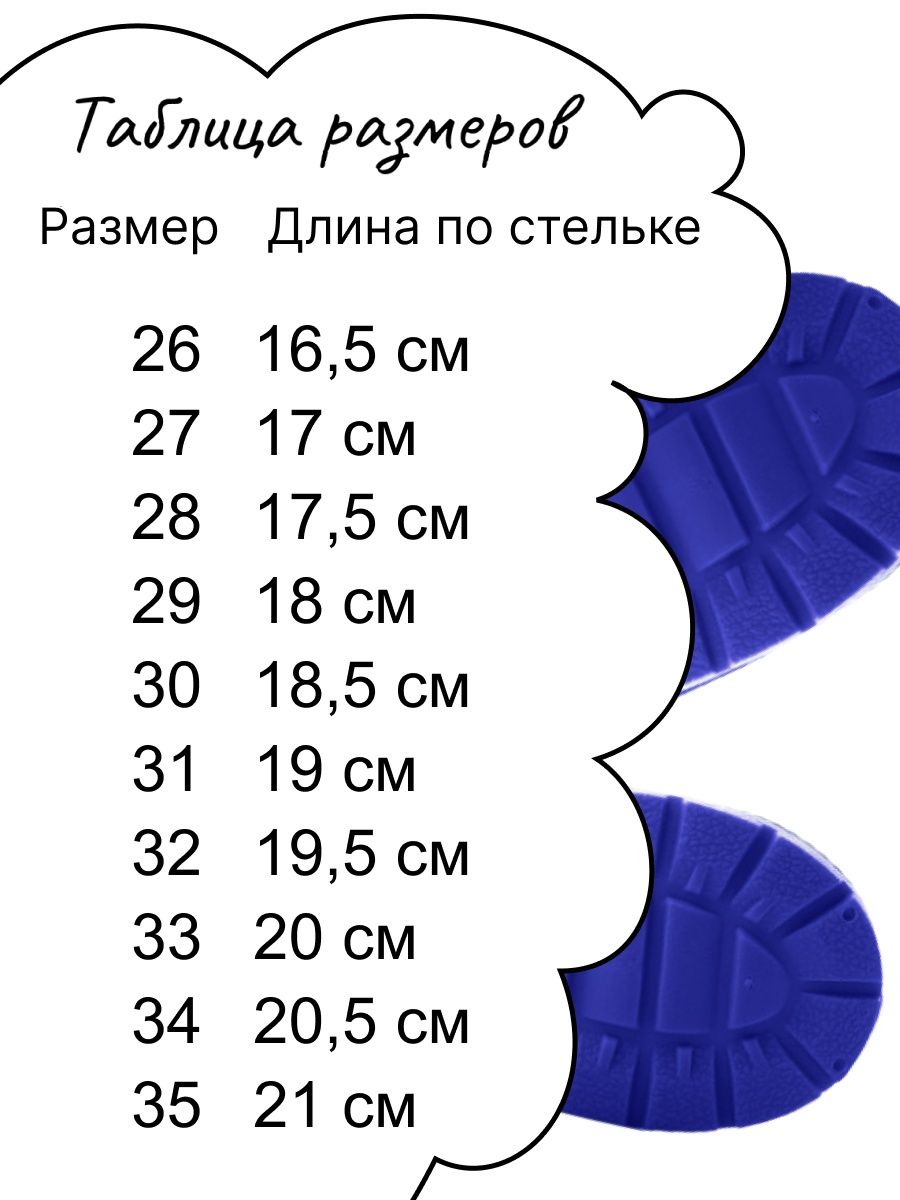 Таблица размеров
Размер Длина по стельке
26 16,5 см
27 17 см
28 17,5 см
29 18 см
30 18,5 см
31 19 см
32 19,5 см
33 20 см
34 20,5 см
35 21 см